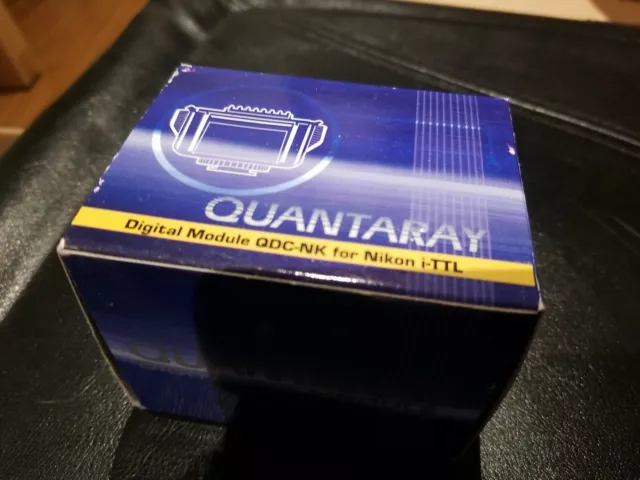 QUANTARAY
Digital Module QDC-NK for Nikon i-TTL